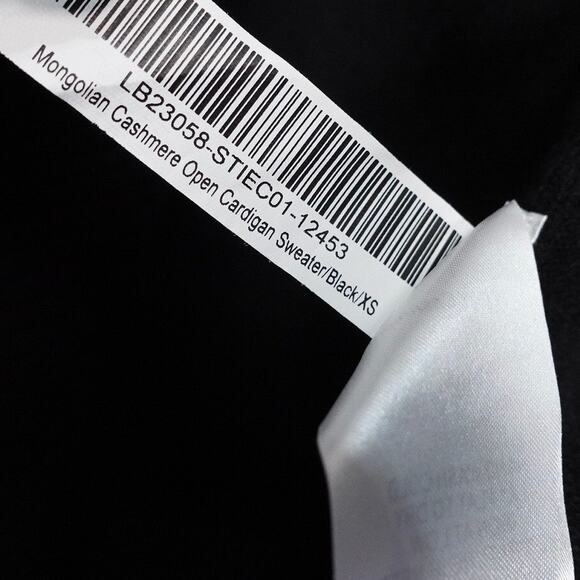 LB23058-STIEC01-12453
Mongolian Cashmere Open Cardigan Sweater/Black/XS